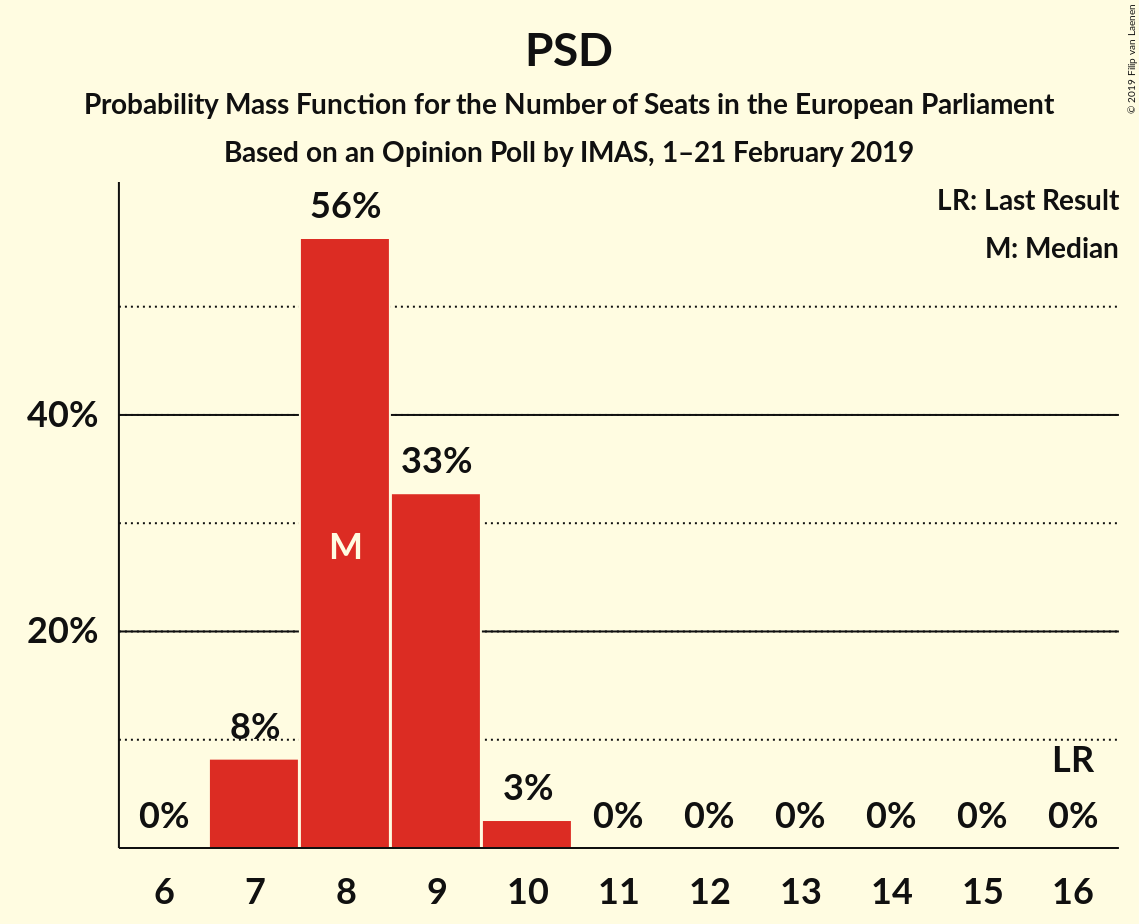 PSD
Probability Mass Function for the Number of Seats in the European Parliament
Based on an Opinion Poll by IMAS, 1–21 February 2019
© 2019 Filip van Laenen
LR: Last Result
M: Median
56%
40%
33%
M
20%
8%
LR
3%
0% 0% 0% 0% 0% 0% 0%
6 7 8 9 10 11 12 13 14 15 16